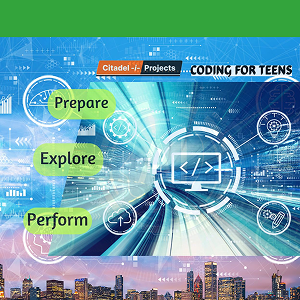 Citadel -/- Projects
CODING FOR TEENS
Prepare
Explore
</>
Perform